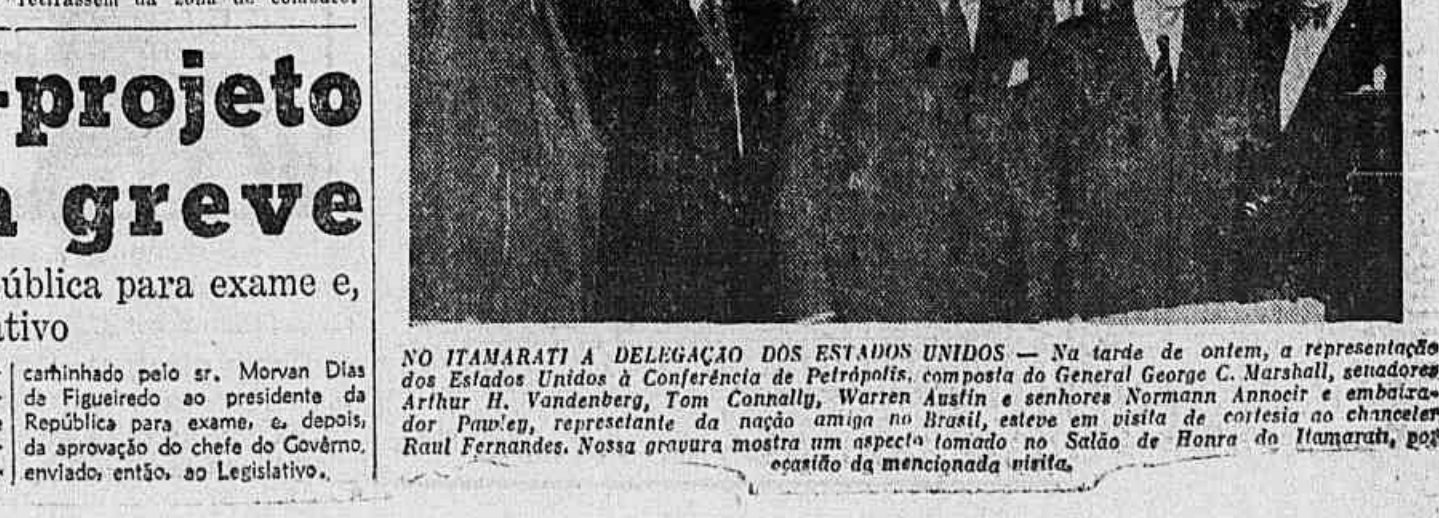 -projeto
greve
ública para exame e,
tivo
caminhado pelo sr. Morvan Dias
de Figueiredo ao presidente da
República para exame, e, depois,
da aprovação do chefe do Govêrno,
enviado, então, ao Legislativo.
NO ITAMARATI A DELEGAÇÃO DOS ESTADOS UNIDOS — Na tarde de ontem, a representação
dos Estados Unidos à Conferência de Petrópolis, composta do General George C. Marshall, senadores
Arthur H. Vandenberg, Tom Connally, Warren Austin e senhores Normann Annocir e embaixa-
dor Pawley, represetante da nação amiga no Brasil, esteve em visita de cortesia ao chanceler
Raul Fernandes. Nossa gravura mostra um aspecto tomado no Salão de Honra do Itamarati, por
ocasião da mencionada visita.